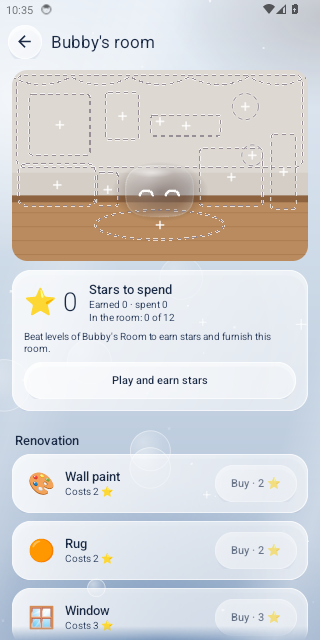 10:35
Bubby's room
0
Stars to spend
Earned 0 · spent 0
In the room: 0 of 12
Beat levels of Bubby's Room to earn stars and furnish this
room.
Play and earn stars
Renovation
Wall paint
Costs 2 ⭐
Buy · 2 ⭐
Rug
Costs 2 ⭐
Buy · 2 ⭐
Window
Costs 3 ⭐
Buy · 3 ⭐